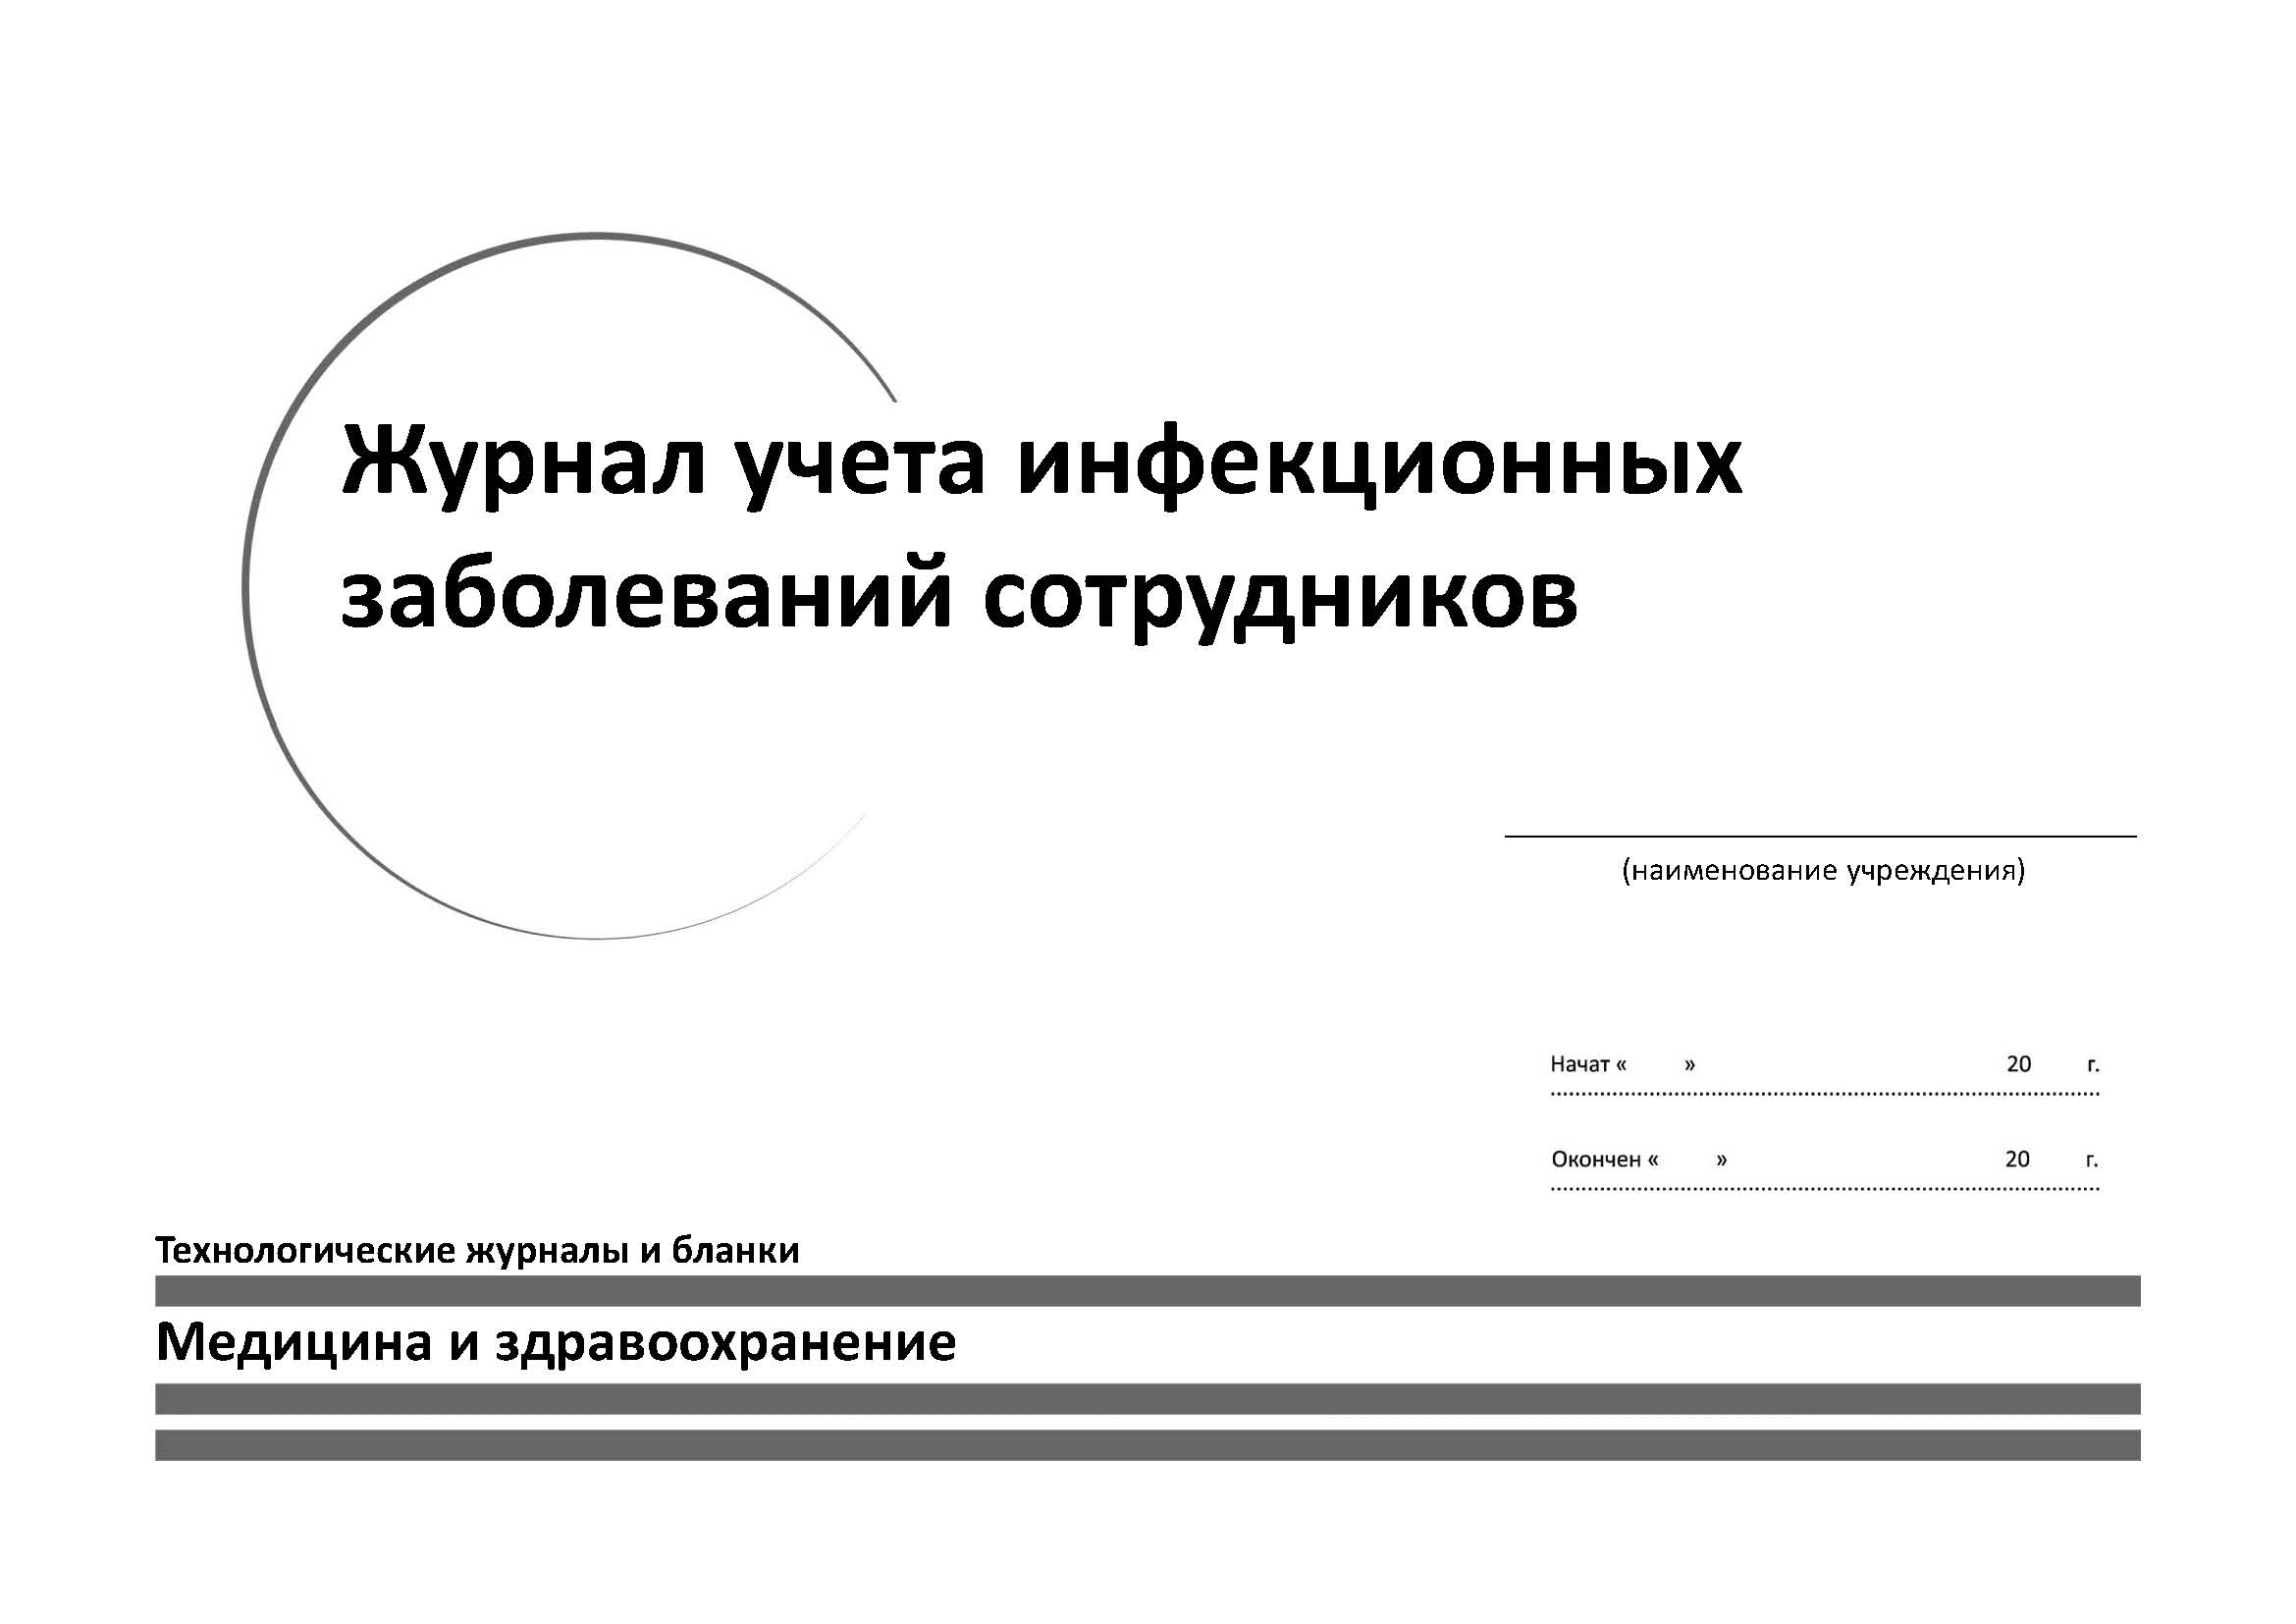 Журнал учета инфекционных
заболеваний сотрудников
(наименование учреждения)
Начат « » 20 г.
Окончен « » 20 г.
Технологические журналы и бланки
Медицина и здравоохранение